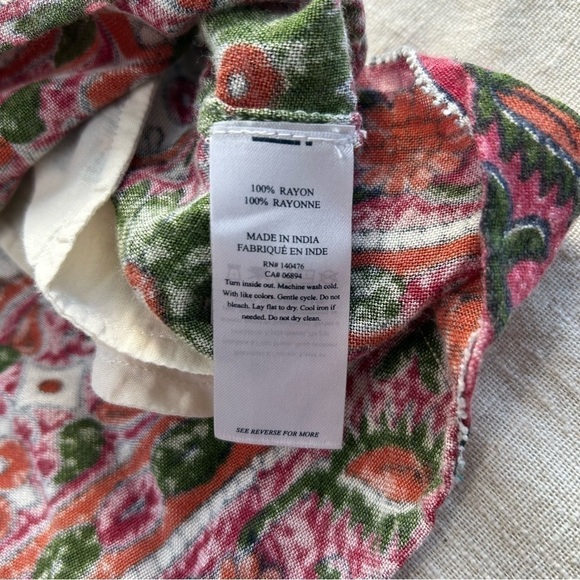 100% RAYON
100% RAYONNE
MADE IN INDIA
FABRIQUÉ EN INDE
RN# 140476
CA# 06894
Turn inside out. Machine wash cold.
With like colors. Gentle cycle. Do not
bleach. Lay flat to dry. Cool iron if
needed. Do not dry clean.
SEE REVERSE FOR MORE